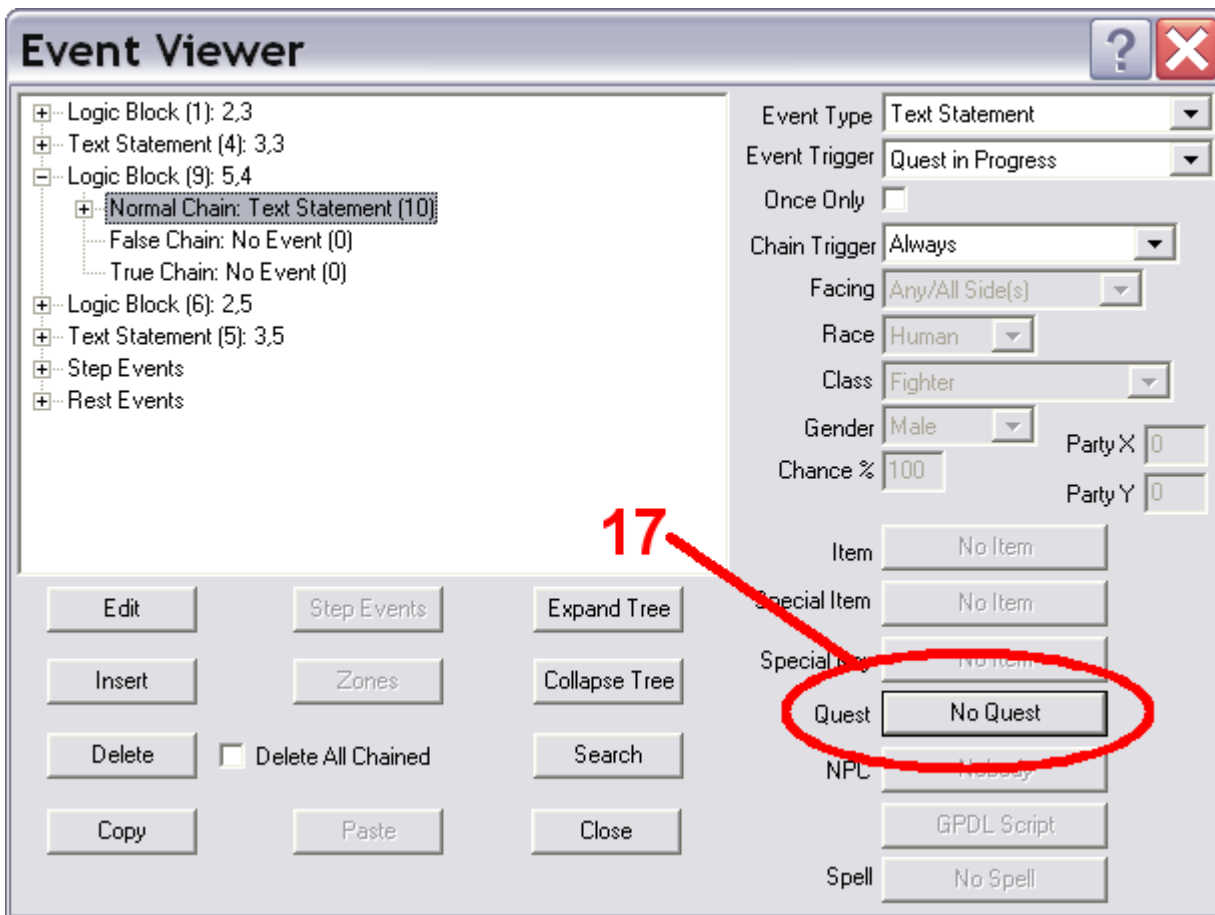 Event Viewer
Logic Block (1): 2,3
Text Statement (4): 3,3
Logic Block (9): 5,4
Normal Chain: Text Statement (10)
False Chain: No Event (0)
True Chain: No Event (0)
Logic Block (6): 2,5
Text Statement (5): 3,5
Step Events
Rest Events
Event Type Text Statement
Event Trigger Quest in Progress
Once Only
Chain Trigger Always
Facing Any/All Side(s)
Race Human
Class Fighter
Gender Male
Party X 0
Chance % 100
Party Y 0
17
Item No Item
Special Item No Item
Special Key No Item
Quest No Quest
NPC Nobody
GPDL Script
Spell No Spell
Edit Step Events Expand Tree
Insert Zones Collapse Tree
Delete Delete All Chained Search
Copy Paste Close